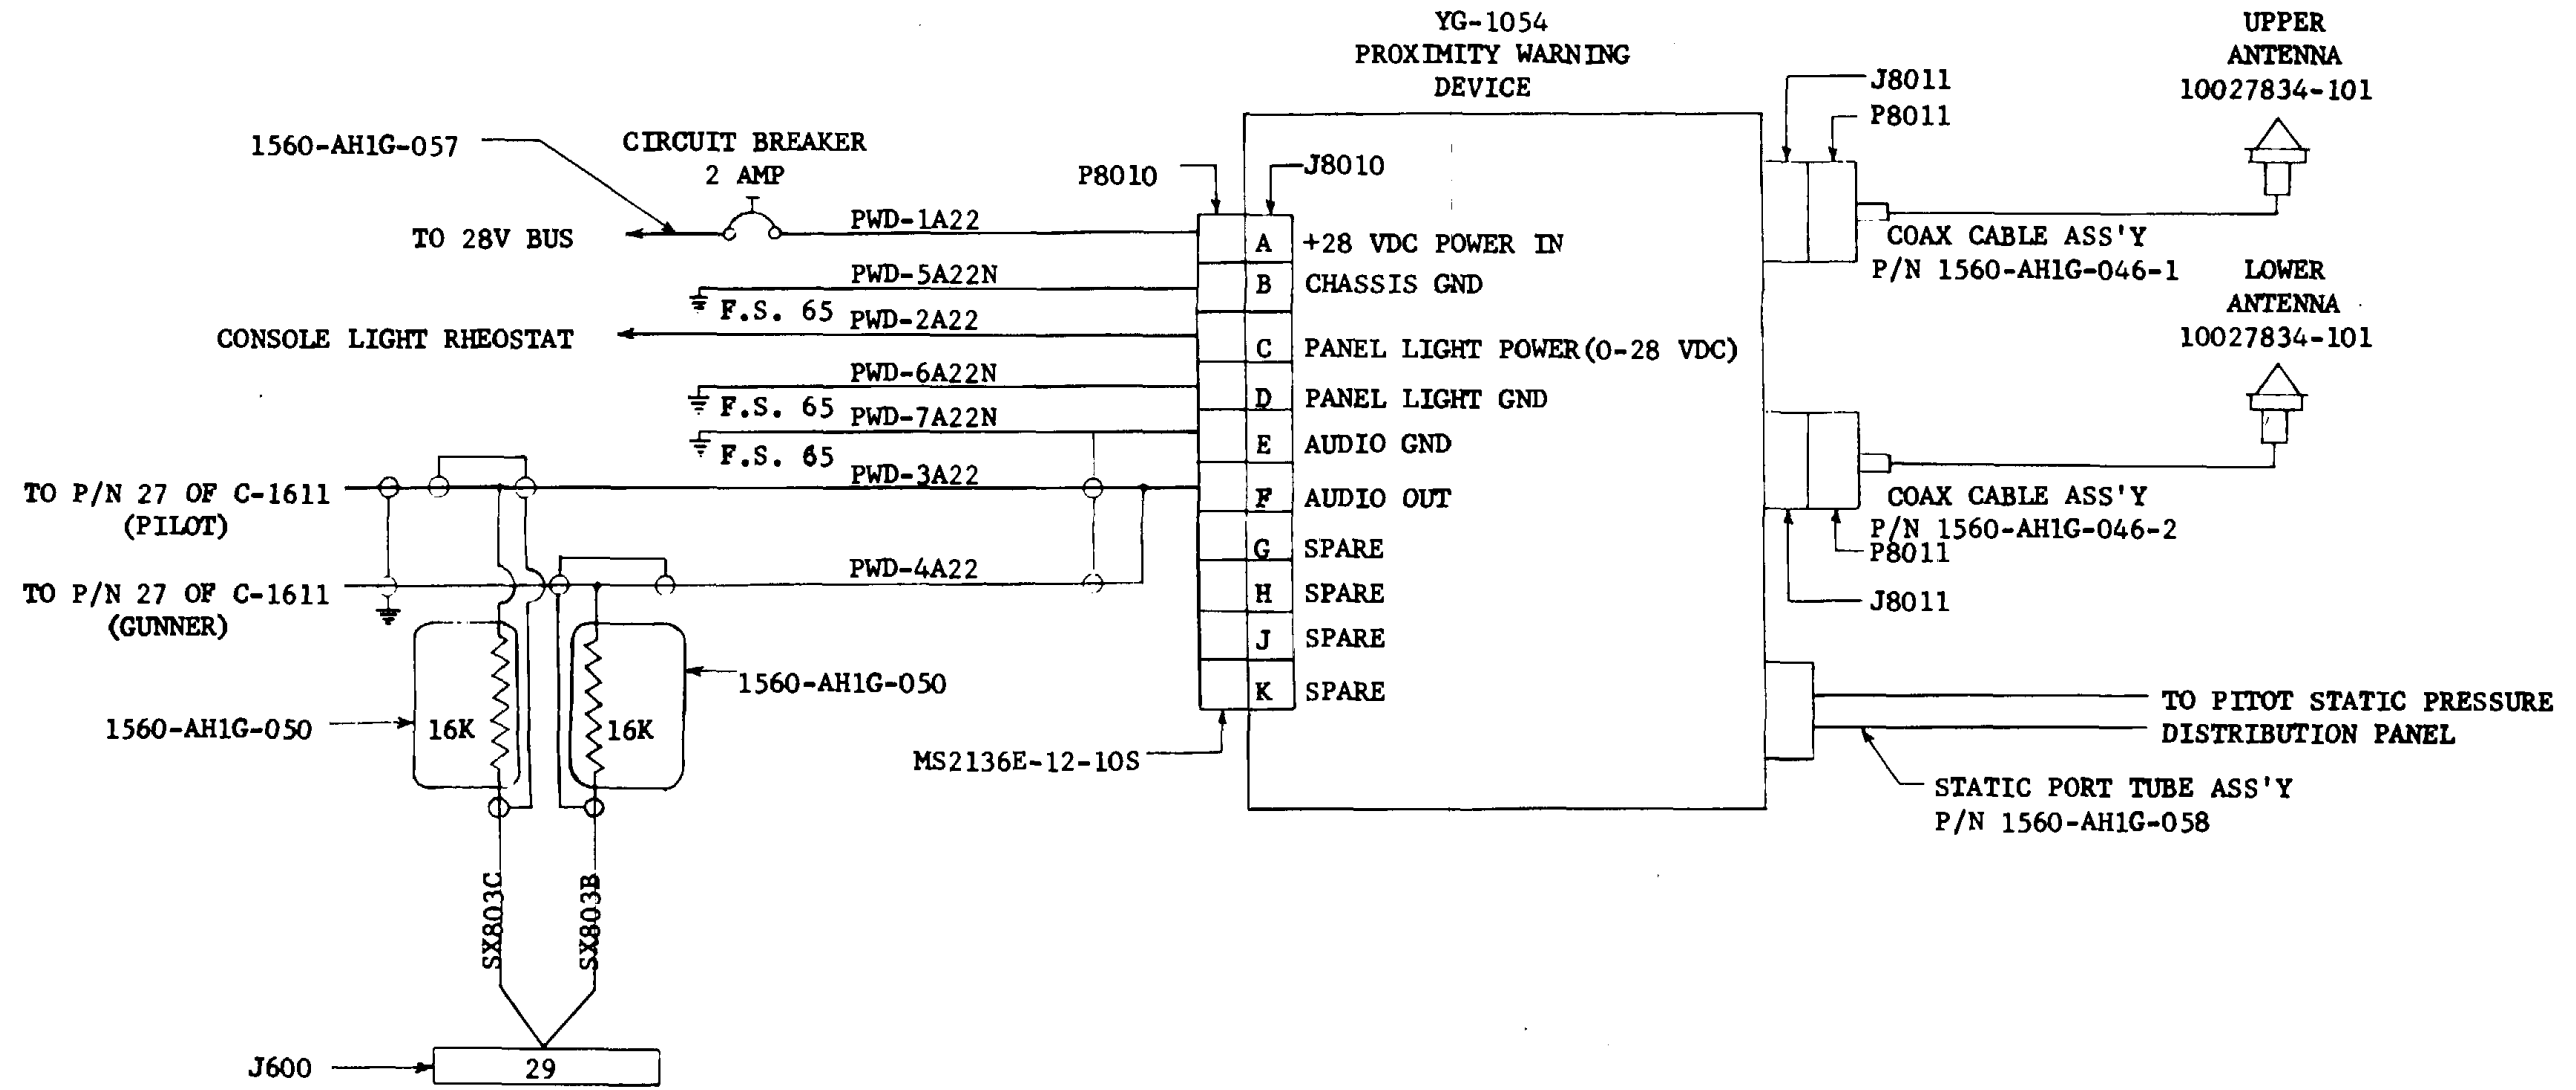 YG-1054
PROXIMITY WARNING
DEVICE
UPPER
ANTENNA
10027834-101
J8011
P8011
1560-AH1G-057
CIRCUIT BREAKER
2 AMP
P8010
J8010
PWD-1A22
TO 28V BUS
A +28 VDC POWER IN
COAX CABLE ASS'Y
P/N 1560-AH1G-046-1
LOWER
ANTENNA
10027834-101
PWD-5A22N
B CHASSIS GND
F.S. 65
PWD-2A22
CONSOLE LIGHT RHEOSTAT
C PANEL LIGHT POWER(0-28 VDC)
PWD-6A22N
F.S. 65
D PANEL LIGHT GND
PWD-7A22N
F.S. 65
E AUDIO GND
PWD-3A22
TO P/N 27 OF C-1611
(PILOT)
F AUDIO OUT
COAX CABLE ASS'Y
P/N 1560-AH1G-046-2
P8011
J8011
G SPARE
PWD-4A22
TO P/N 27 OF C-1611
(GUNNER)
H SPARE
J SPARE
K SPARE
1560-AH1G-050
1560-AH1G-050
16K
16K
MS2136E-12-10S
TO PITOT STATIC PRESSURE
DISTRIBUTION PANEL
STATIC PORT TUBE ASS'Y
P/N 1560-AH1G-058
SX803C
SX803B
J600
29